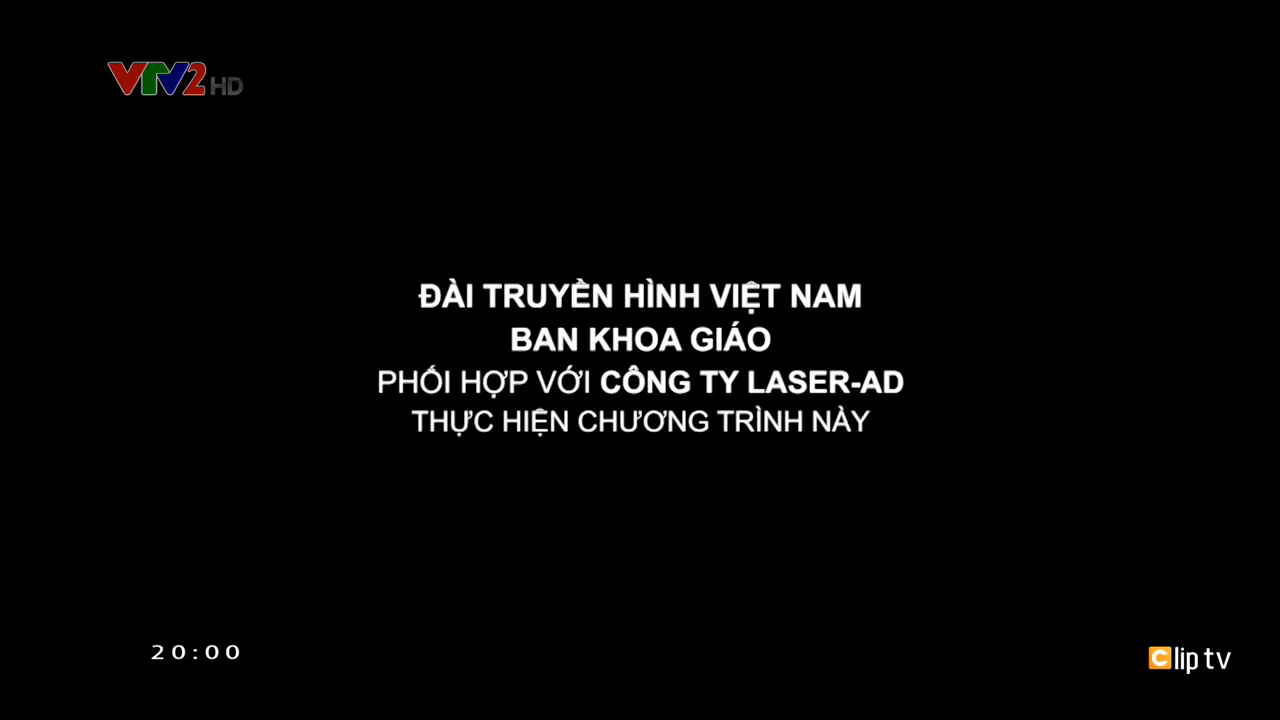 VTV2 HD
ĐÀI TRUYỀN HÌNH VIỆT NAM
BAN KHOA GIÁO
PHỐI HỢP VỚI CÔNG TY LASER-AD
THỰC HIỆN CHƯƠNG TRÌNH NÀY
20:00
Clip tv